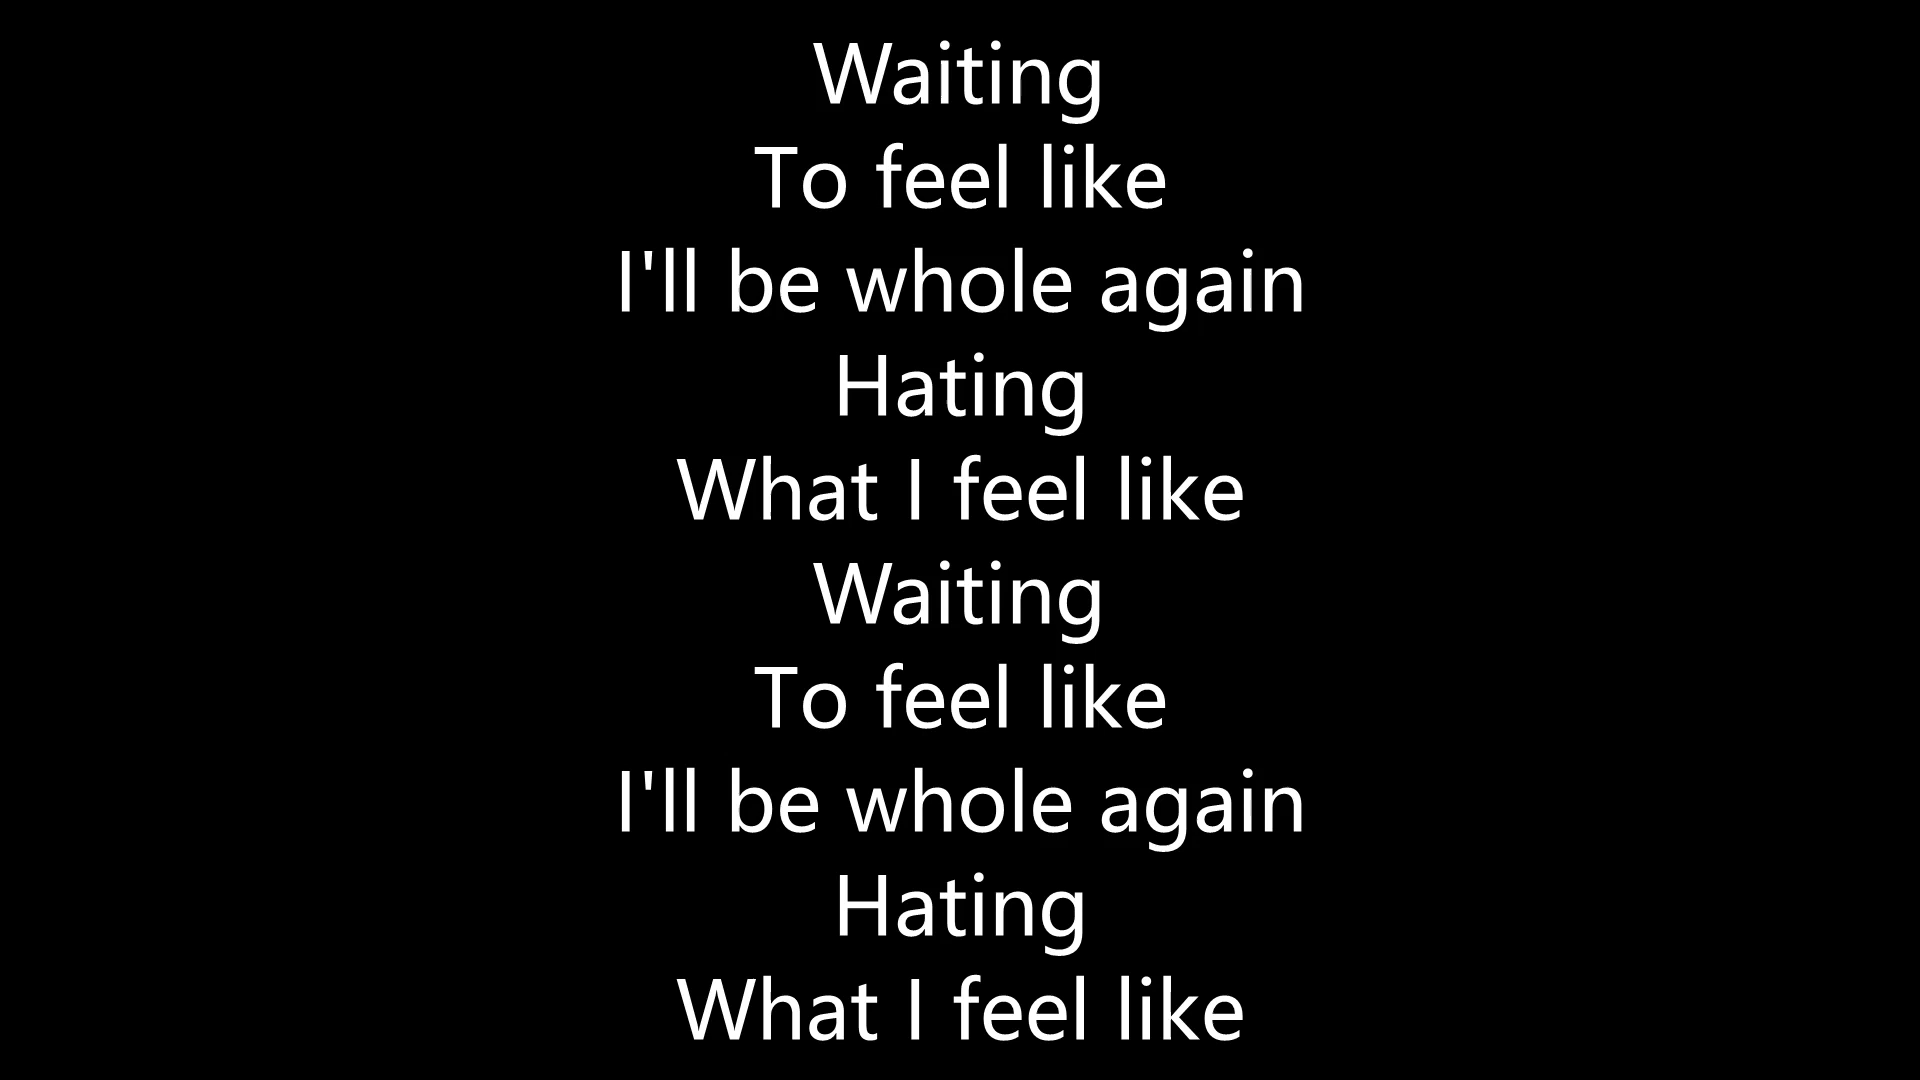 Waiting
To feel like
I'll be whole again
Hating
What I feel like
Waiting
To feel like
I'll be whole again
Hating
What I feel like